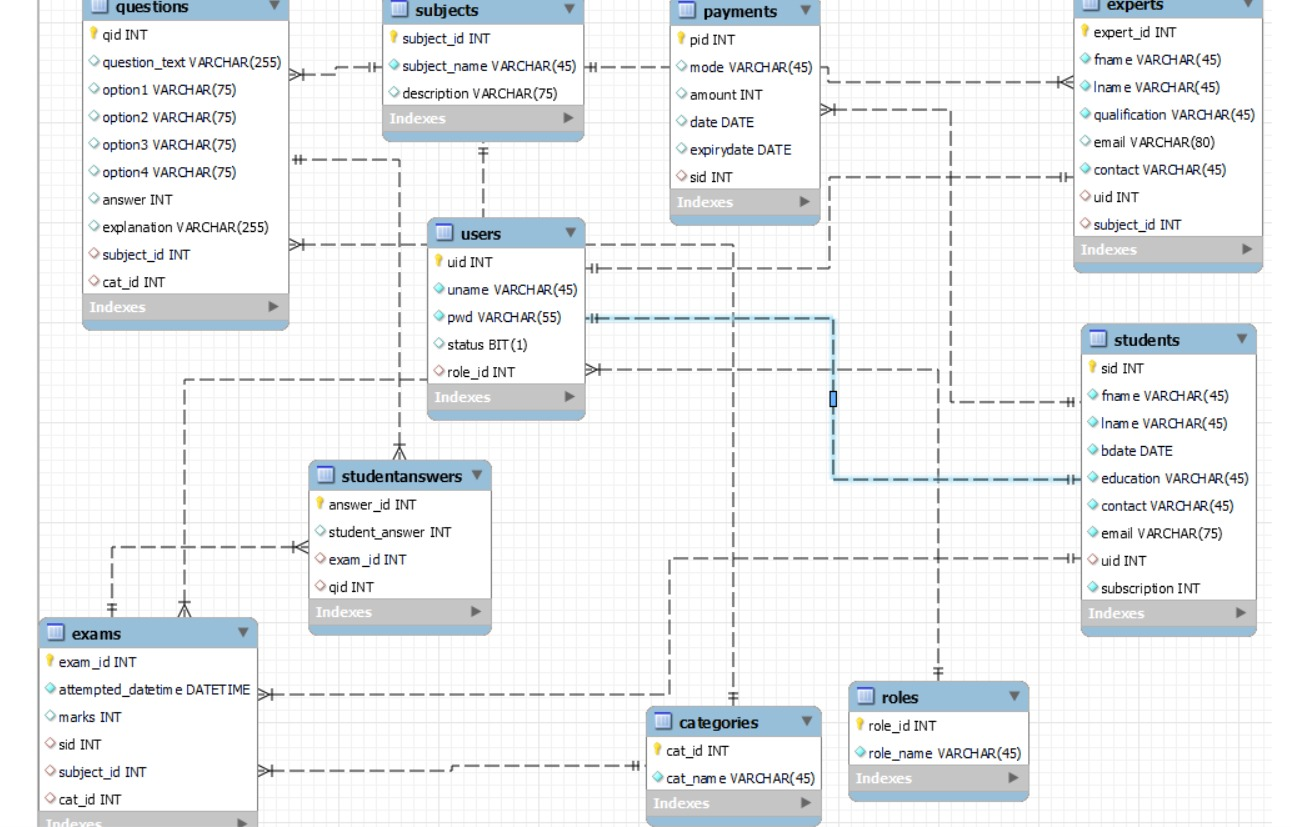 questions
qid INT
question_text VARCHAR(255)
option1 VARCHAR(75)
option2 VARCHAR(75)
option3 VARCHAR(75)
option4 VARCHAR(75)
answer INT
explanation VARCHAR(255)
subject_id INT
cat_id INT
Indexes
subjects
subject_id INT
subject_name VARCHAR(45)
description VARCHAR(75)
Indexes
payments
pid INT
mode VARCHAR(45)
amount INT
date DATE
expirydate DATE
sid INT
Indexes
experts
expert_id INT
fname VARCHAR(45)
lname VARCHAR(45)
qualification VARCHAR(45)
email VARCHAR(80)
contact VARCHAR(45)
uid INT
subject_id INT
Indexes
users
uid INT
uname VARCHAR(45)
pwd VARCHAR(55)
status BIT(1)
role_id INT
Indexes
students
sid INT
fname VARCHAR(45)
lname VARCHAR(45)
bdate DATE
education VARCHAR(45)
contact VARCHAR(45)
email VARCHAR(75)
uid INT
subscription INT
Indexes
studentanswers
answer_id INT
student_answer INT
exam_id INT
qid INT
Indexes
exams
exam_id INT
attempted_datetime DATETIME
marks INT
sid INT
subject_id INT
cat_id INT
Indexes
categories
cat_id INT
cat_name VARCHAR(45)
Indexes
roles
role_id INT
role_name VARCHAR(45)
Indexes